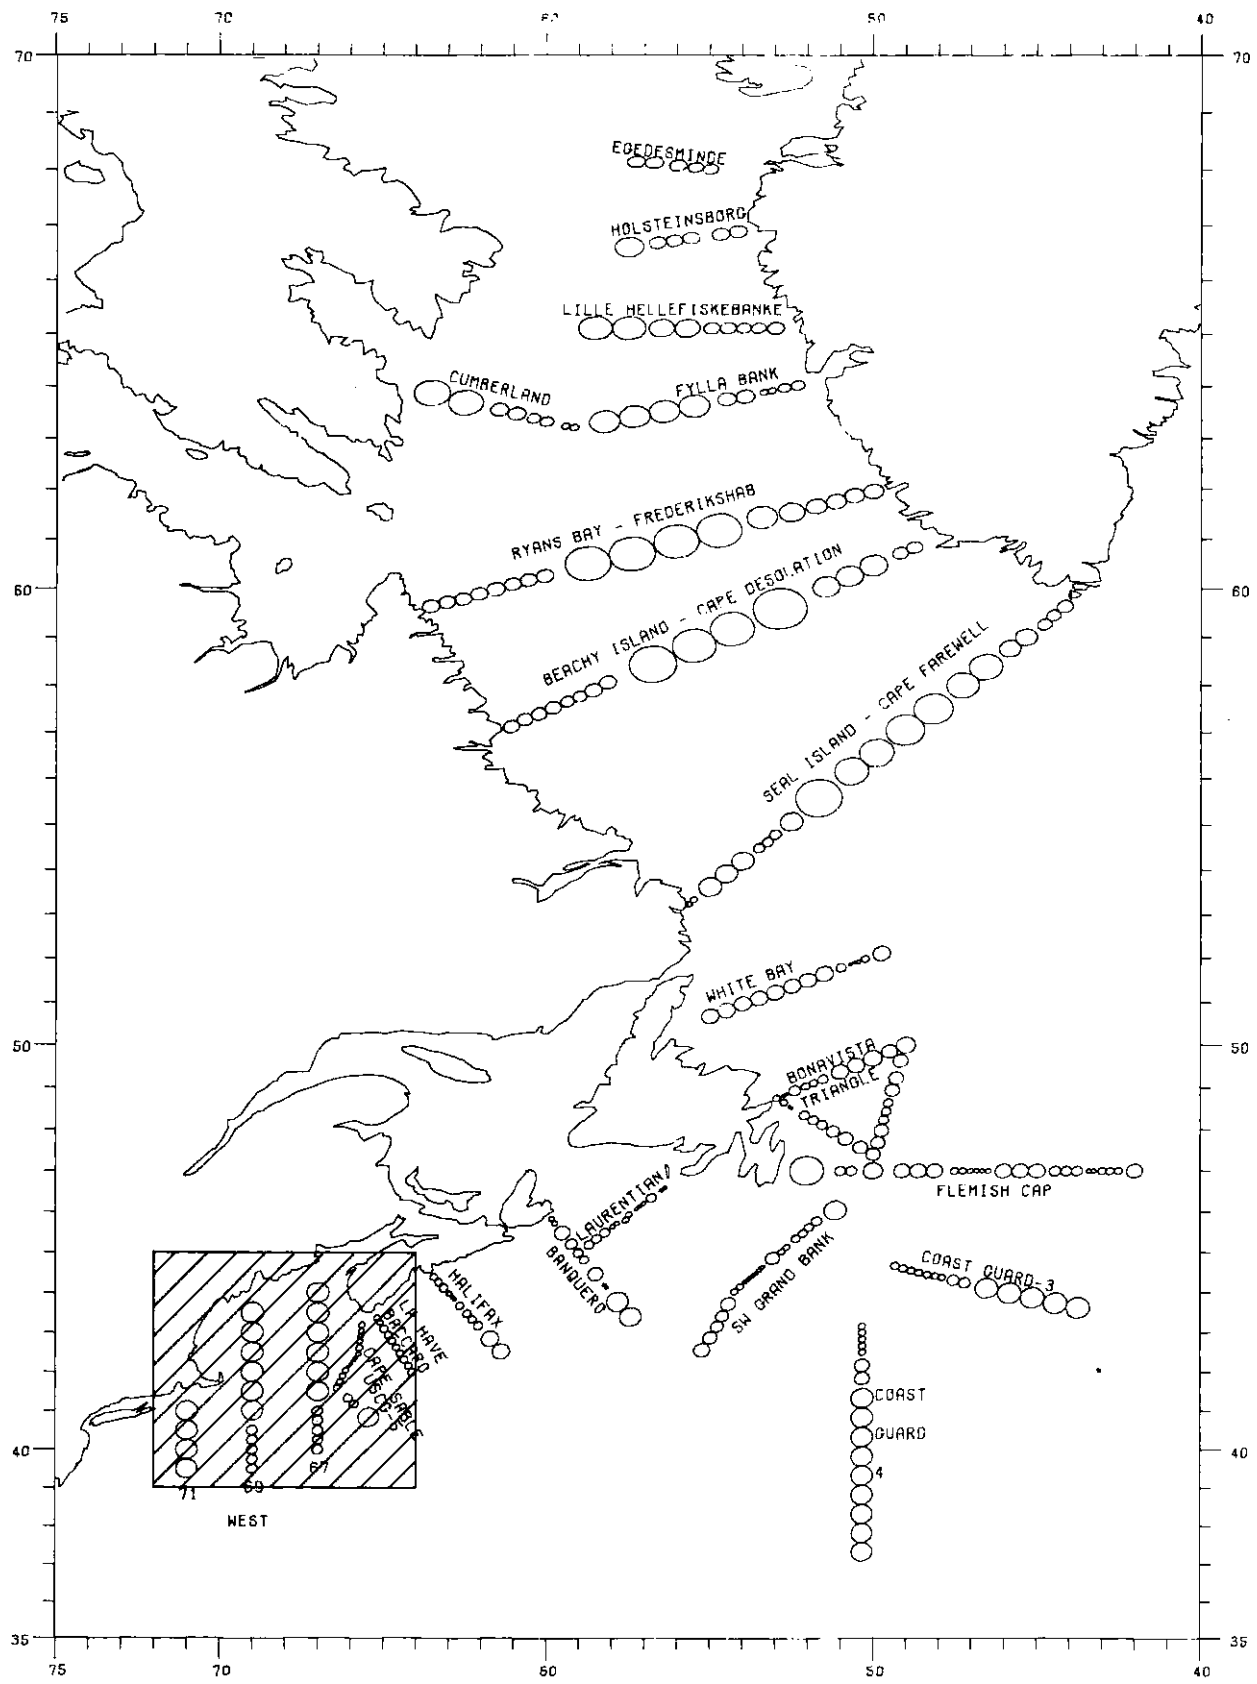 75 70 60 50 40
70 70
EGEDESMINDE
HOLSTEINSBORG
LILLE HELLEFISKEBANKE
CUMBERLAND
FYLLA BANK
RYANS BAY - FREDERIKSHAB
60 60
BEACHY ISLAND - CAPE DESOLATION
SEAL ISLAND - CAPE FAREWELL
WHITE BAY
50 50
BONAVISTA
TRIANGLE
FLEMISH CAP
LAURENTIAN
BANQUERO
SW GRAND BANK
COAST GUARD-3
HALIFAX
LA HAVE
BACCARO
CAPE SABLE
USCG-5
COAST
GUARD
4
40 40
67
69
71
WEST
35 35
75 70 60 50 40